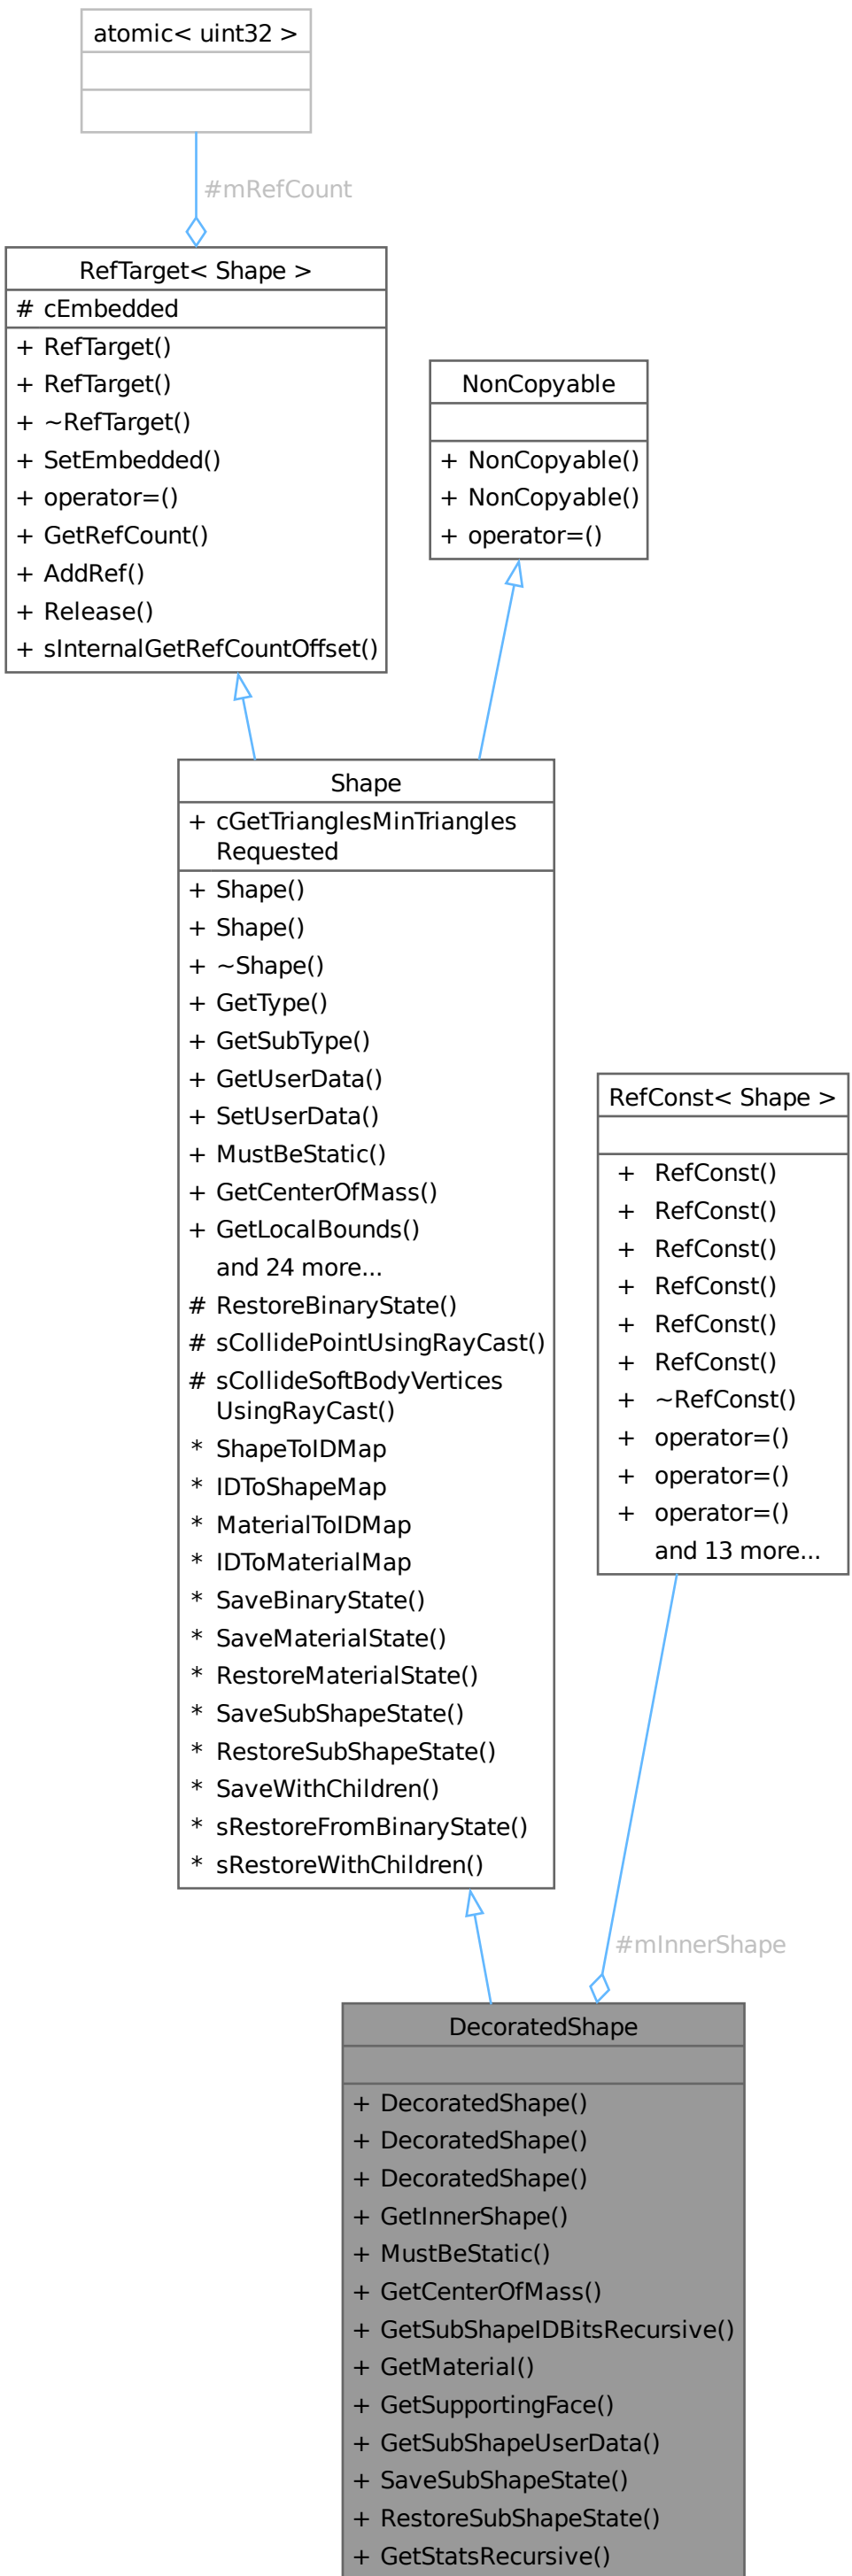 atomic< uint32 >
#mRefCount
RefTarget< Shape >
# cEmbedded
+ RefTarget()
+ RefTarget()
+ ~RefTarget()
+ SetEmbedded()
+ operator=()
+ GetRefCount()
+ AddRef()
+ Release()
+ sInternalGetRefCountOffset()
NonCopyable
+ NonCopyable()
+ NonCopyable()
+ operator=()
Shape
+ cGetTrianglesMinTriangles
Requested
+ Shape()
+ Shape()
+ ~Shape()
+ GetType()
+ GetSubType()
+ GetUserData()
+ SetUserData()
+ MustBeStatic()
+ GetCenterOfMass()
+ GetLocalBounds()
and 24 more...
# RestoreBinaryState()
# sCollidePointUsingRayCast()
# sCollideSoftBodyVertices
UsingRayCast()
* ShapeToIDMap
* IDToShapeMap
* MaterialToIDMap
* IDToMaterialMap
* SaveBinaryState()
* SaveMaterialState()
* RestoreMaterialState()
* SaveSubShapeState()
* RestoreSubShapeState()
* SaveWithChildren()
* sRestoreFromBinaryState()
* sRestoreWithChildren()
RefConst< Shape >
+ RefConst()
+ RefConst()
+ RefConst()
+ RefConst()
+ RefConst()
+ RefConst()
+ ~RefConst()
+ operator=()
+ operator=()
+ operator=()
and 13 more...
#mInnerShape
DecoratedShape
+ DecoratedShape()
+ DecoratedShape()
+ DecoratedShape()
+ GetInnerShape()
+ MustBeStatic()
+ GetCenterOfMass()
+ GetSubShapeIDBitsRecursive()
+ GetMaterial()
+ GetSupportingFace()
+ GetSubShapeUserData()
+ SaveSubShapeState()
+ RestoreSubShapeState()
+ GetStatsRecursive()